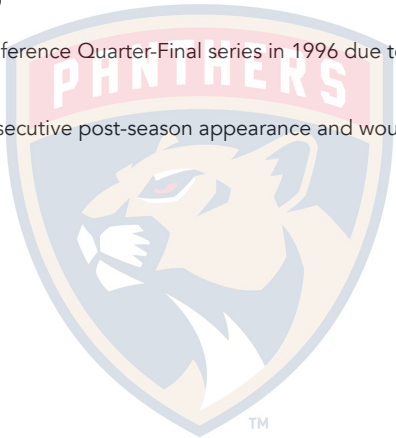 ference Quarter-Final series in 1996 due to
PANTHERS
secutive post-season appearance and wou
TM